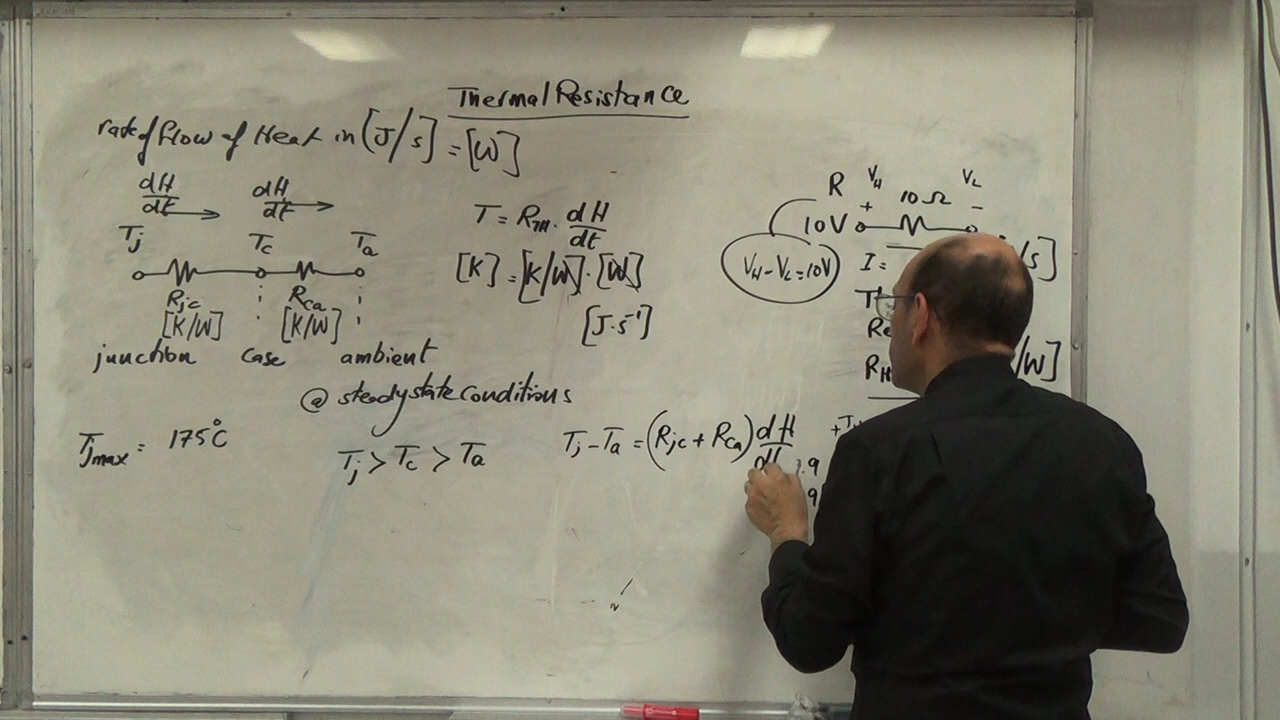 Thermal Resistance
rate of flow of Heat in [J/s] = [W]
dH/dt dH/dt
Tj Tc Ta
Rjc Rca
[K/W] [K/W]
junction case ambient
T = RTH · dH/dt
[K] = [K/W] · [W]
[J·s⁻¹]
@ steady state conditions
Tjmax = 175°C
Tj > Tc > Ta
Tj - Ta = (Rjc + Rca) dH/dt
R VH 10Ω VL
+ -
10V
VH - VL = 10V
I =
/s]
/W]